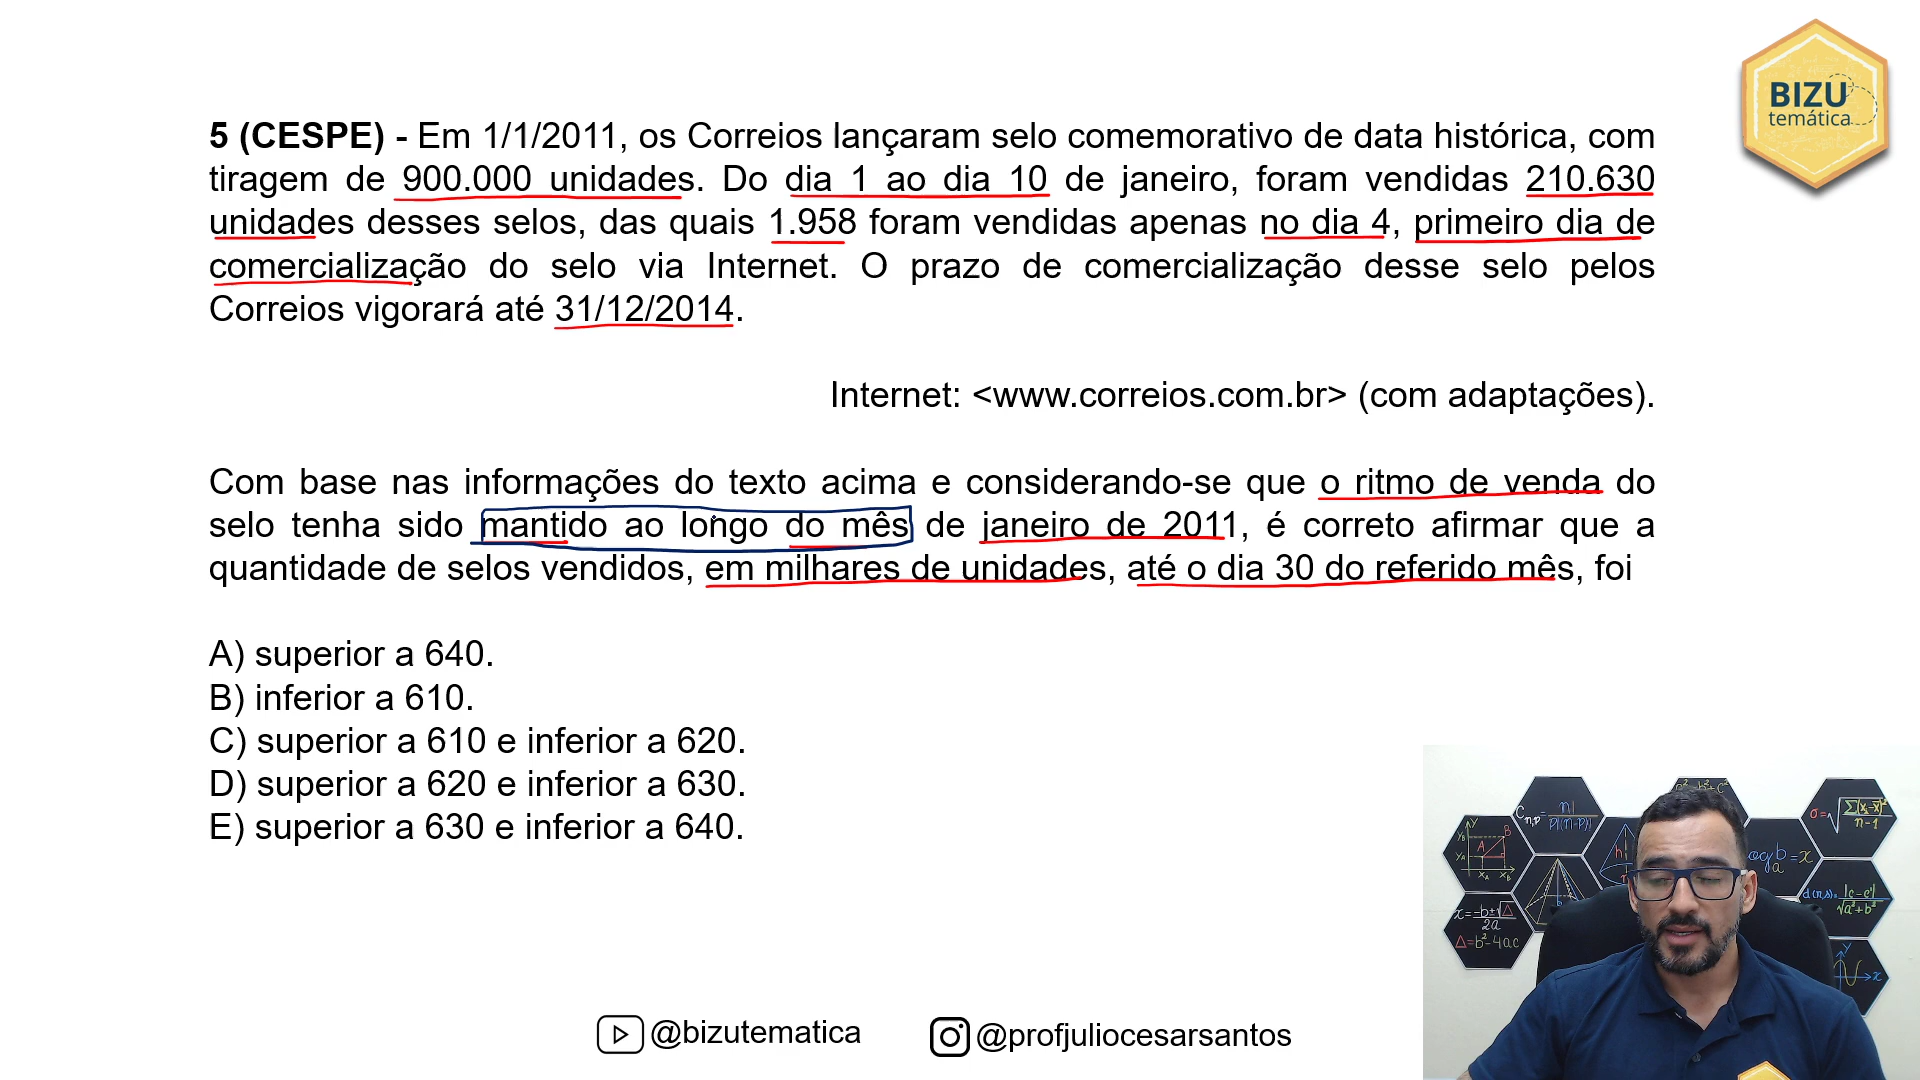 BIZU
temática
5 (CESPE) - Em 1/1/2011, os Correios lançaram selo comemorativo de data histórica, com
tiragem de 900.000 unidades. Do dia 1 ao dia 10 de janeiro, foram vendidas 210.630
unidades desses selos, das quais 1.958 foram vendidas apenas no dia 4, primeiro dia de
comercialização do selo via Internet. O prazo de comercialização desse selo pelos
Correios vigorará até 31/12/2014.
Internet: <www.correios.com.br> (com adaptações).
Com base nas informações do texto acima e considerando-se que o ritmo de venda do
selo tenha sido mantido ao longo do mês de janeiro de 2011, é correto afirmar que a
quantidade de selos vendidos, em milhares de unidades, até o dia 30 do referido mês, foi
A) superior a 640.
B) inferior a 610.
C) superior a 610 e inferior a 620.
D) superior a 620 e inferior a 630.
E) superior a 630 e inferior a 640.
@bizutematica
@profjuliocesarsantos